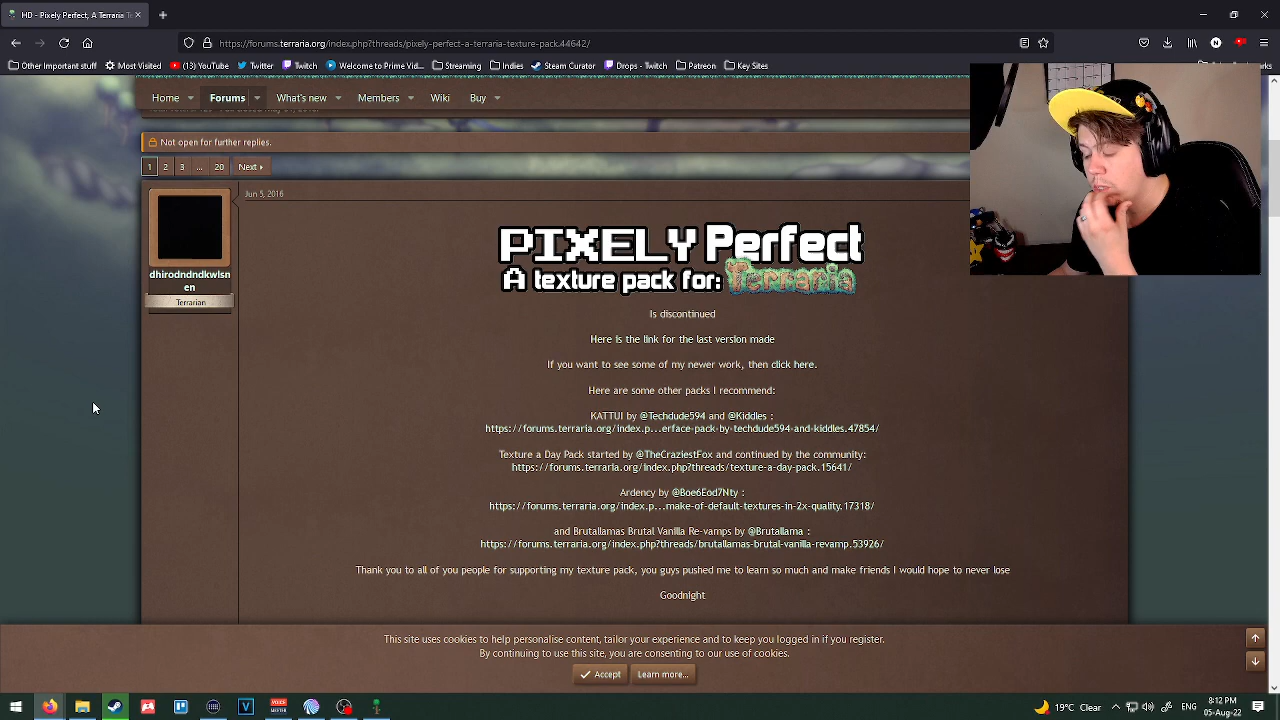 HD - Pixely Perfect, A Terraria Te
https://forums.terraria.org/index.php?threads/pixely-perfect-a-terraria-texture-pack.44642/
Other Important stuff
Most Visited
(13) YouTube
Twitter
Twitch
Welcome to Prime Vid...
Streaming
Indies
Steam Curator
Drops - Twitch
Patreon
Key Sites
Home
Forums
What's new
Members
Wiki
Buy
Not open for further replies.
1 2 3 ... 20 Next
Jun 5, 2016
dhirodndndkwlsn
en
Terrarian
PIXELY Perfect
A texture pack for: Terraria
Is discontinued
Here is the link for the last version made
If you want to see some of my newer work, then click here.
Here are some other packs I recommend:
KATTUI by @Techdude594 and @Kiddles :
https://forums.terraria.org/index.p...erface-pack-by-techdude594-and-kiddles.47854/
Texture a Day Pack started by @TheCraziestFox and continued by the community:
https://forums.terraria.org/index.php?threads/texture-a-day-pack.15641/
Ardency by @Boe6Eod7Nty :
https://forums.terraria.org/index.p...make-of-default-textures-in-2x-quality.17318/
and Brutallamas Brutal Vanilla Re-vamps by @Brutallama :
https://forums.terraria.org/index.php?threads/brutallamas-brutal-vanilla-revamp.53926/
Thank you to all of you people for supporting my texture pack, you guys pushed me to learn so much and make friends I would hope to never lose
Goodnight
This site uses cookies to help personalise content, tailor your experience and to keep you logged in if you register.
By continuing to use this site, you are consenting to our use of cookies.
Accept
Learn more...
19°C Clear
ENG
8:12 PM
05-Aug-22